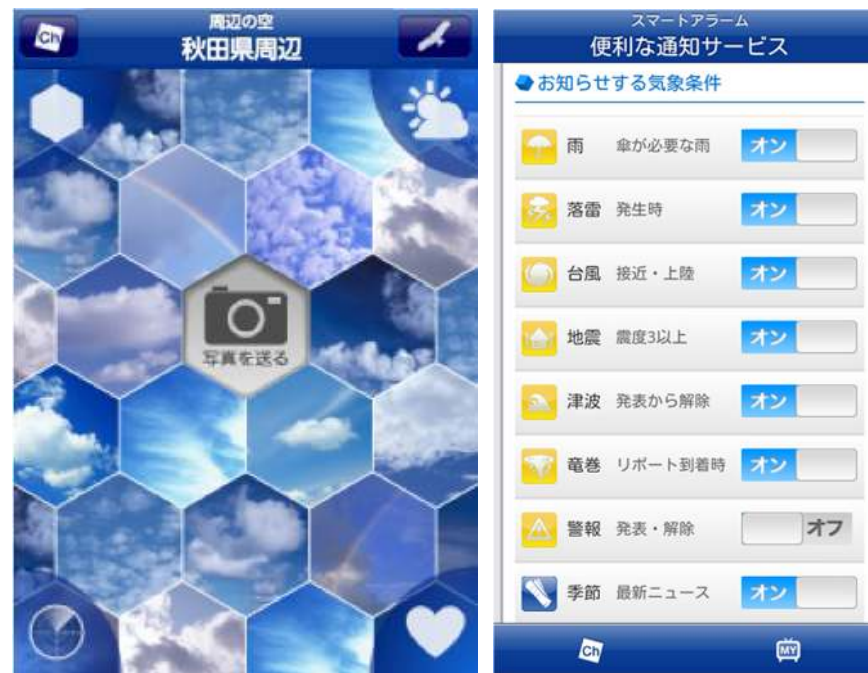 Ch
周辺の空
秋田県周辺
写真を送る
スマートアラーム
便利な通知サービス
お知らせする気象条件
雨 傘が必要な雨 オン
落雷 発生時 オン
台風 接近・上陸 オン
地震 震度3以上 オン
津波 発表から解除 オン
竜巻 リポート到着時 オン
警報 発表・解除 オフ
季節 最新ニュース オン
Ch
MY